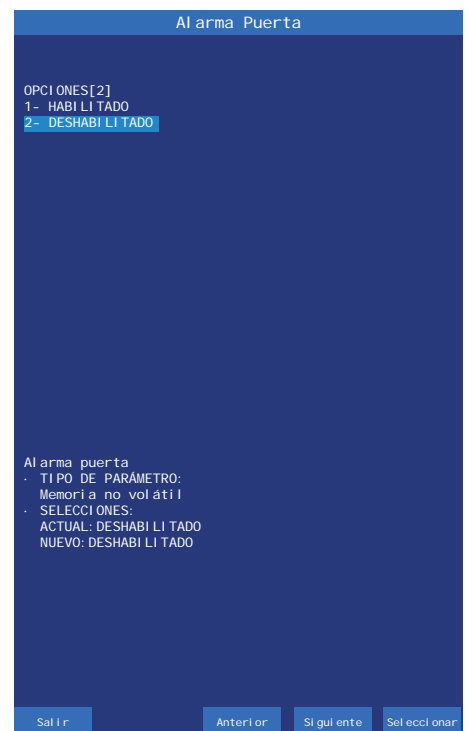 Alarma Puerta
OPCIONES[2]
1- HABILITADO
2- DESHABILITADO
Alarma puerta
· TIPO DE PARÁMETRO:
Memoria no volátil
· SELECCIONES:
ACTUAL: DESHABILITADO
NUEVO: DESHABILITADO
Salir
Anterior
Siguiente
Seleccionar